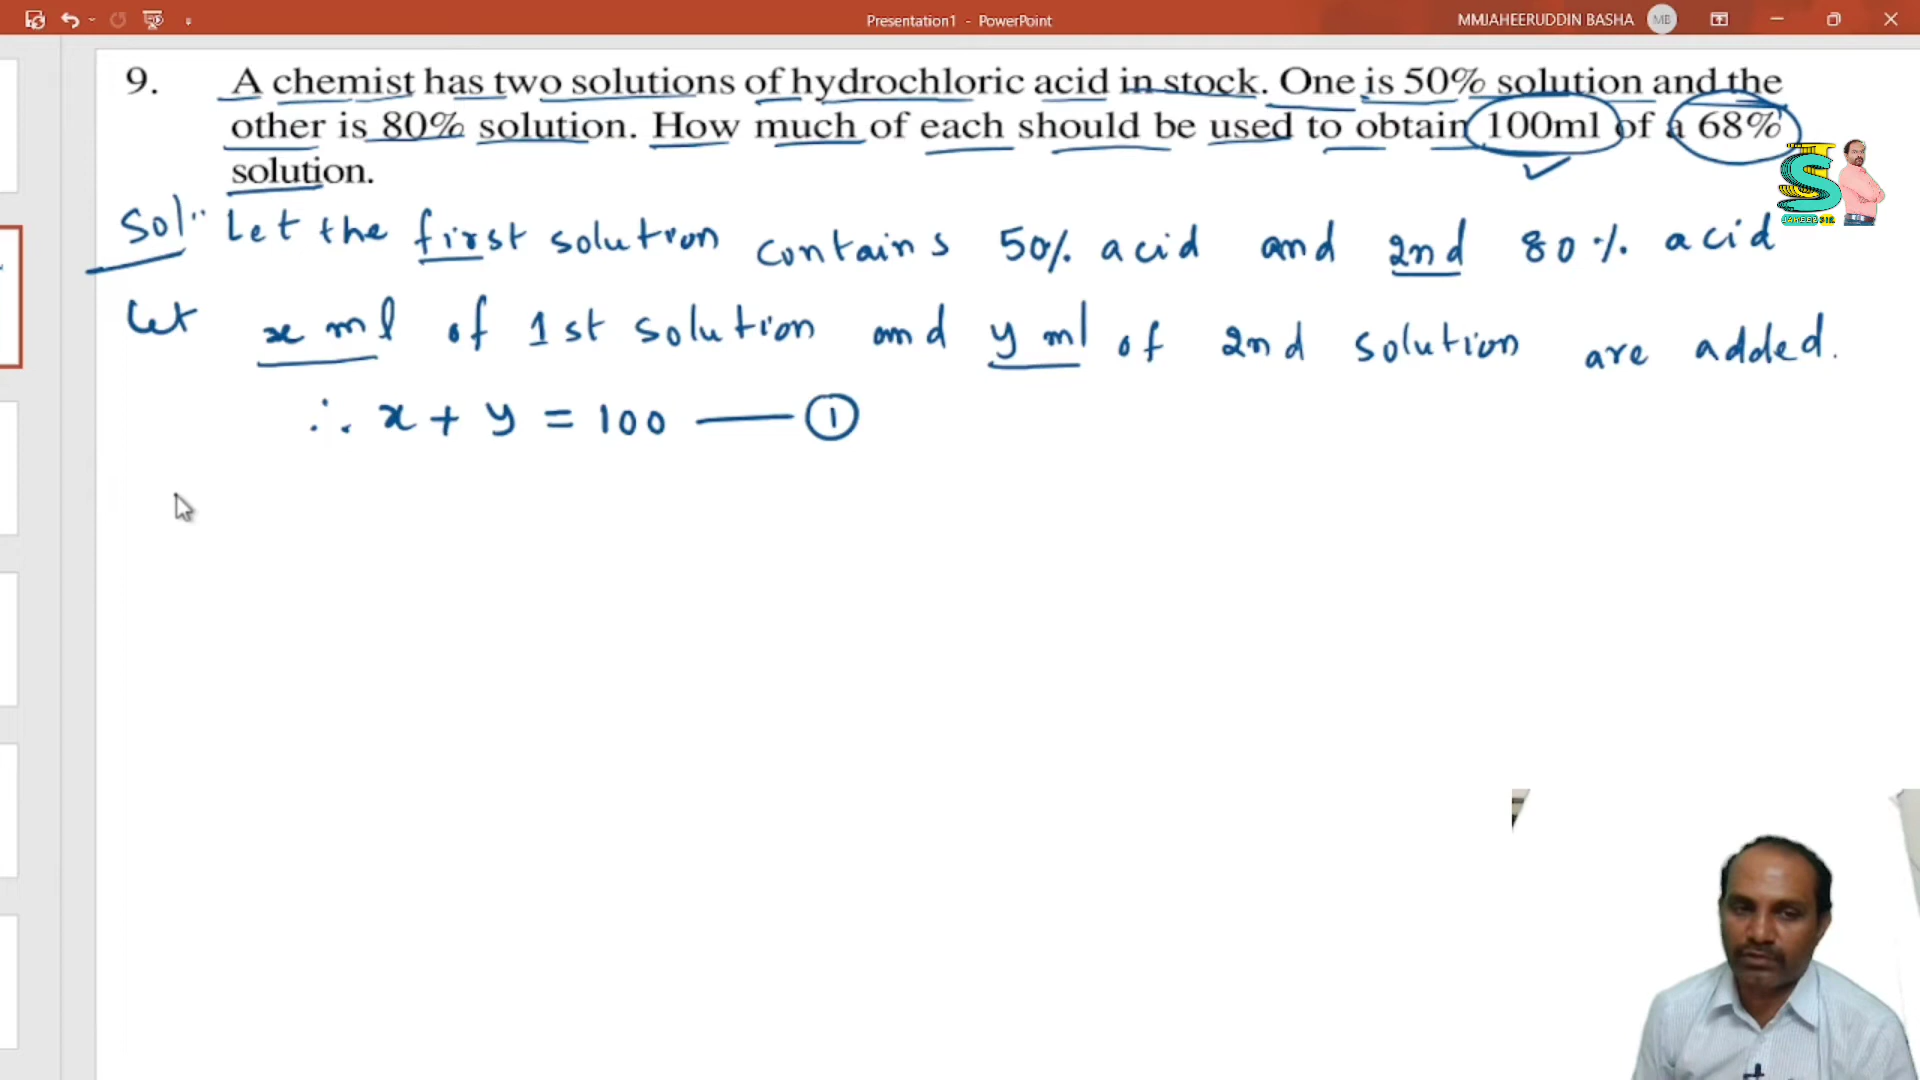 Presentation1 - PowerPoint
MMJAHEERUDDIN BASHA MB
9. A chemist has two solutions of hydrochloric acid in stock. One is 50% solution and the
other is 80% solution. How much of each should be used to obtain 100ml of a 68%
solution.
JAHEER SIR
Sol: Let the first solution contains 50% acid and 2nd 80% acid
Let x ml of 1st solution and y ml of 2nd solution are added.
∴ x + y = 100 —— ①